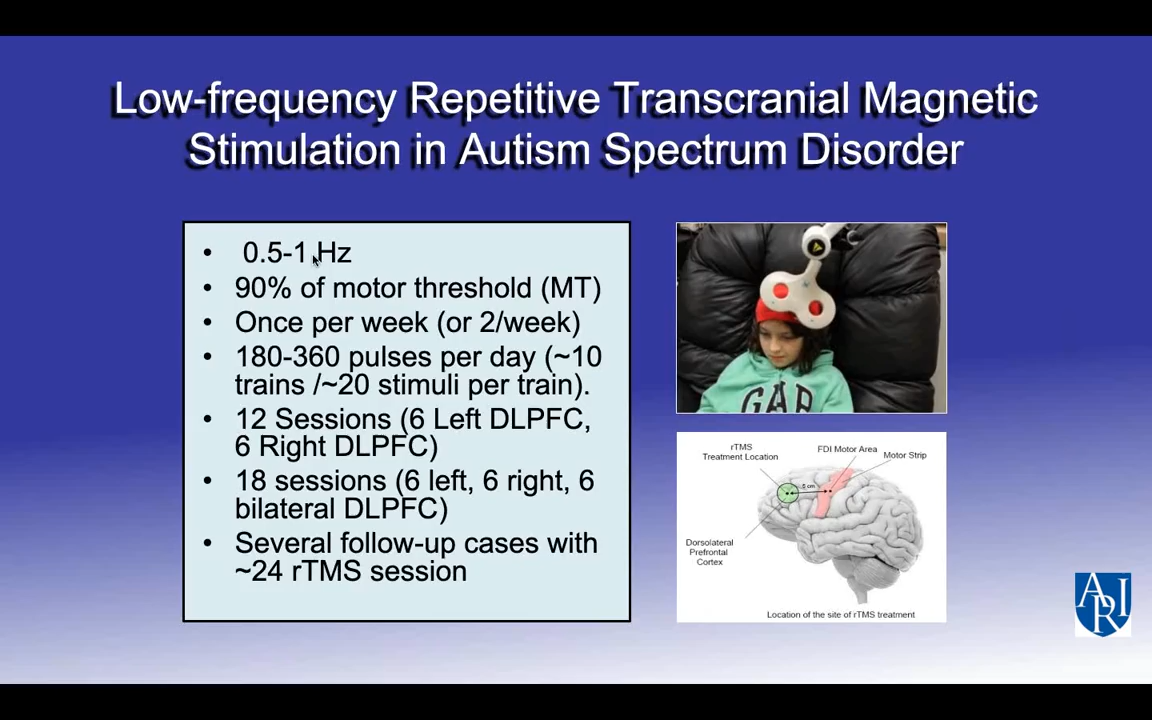 Low-frequency Repetitive Transcranial Magnetic
Stimulation in Autism Spectrum Disorder
• 0.5-1 Hz
• 90% of motor threshold (MT)
• Once per week (or 2/week)
• 180-360 pulses per day (~10
trains /~20 stimuli per train).
• 12 Sessions (6 Left DLPFC,
6 Right DLPFC)
• 18 sessions (6 left, 6 right, 6
bilateral DLPFC)
• Several follow-up cases with
~24 rTMS session
GAP
rTMS
Treatment Location
FDI Motor Area
Motor Strip
5 cm
Dorsolateral
Prefrontal
Cortex
Location of the site of rTMS treatment
ARI